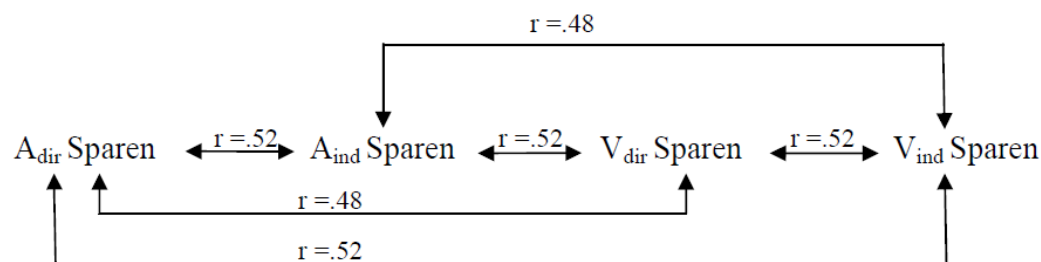 r =.48
A_dir Sparen r =.52 A_ind Sparen r =.52 V_dir Sparen r =.52 V_ind Sparen
r =.48
r =.52